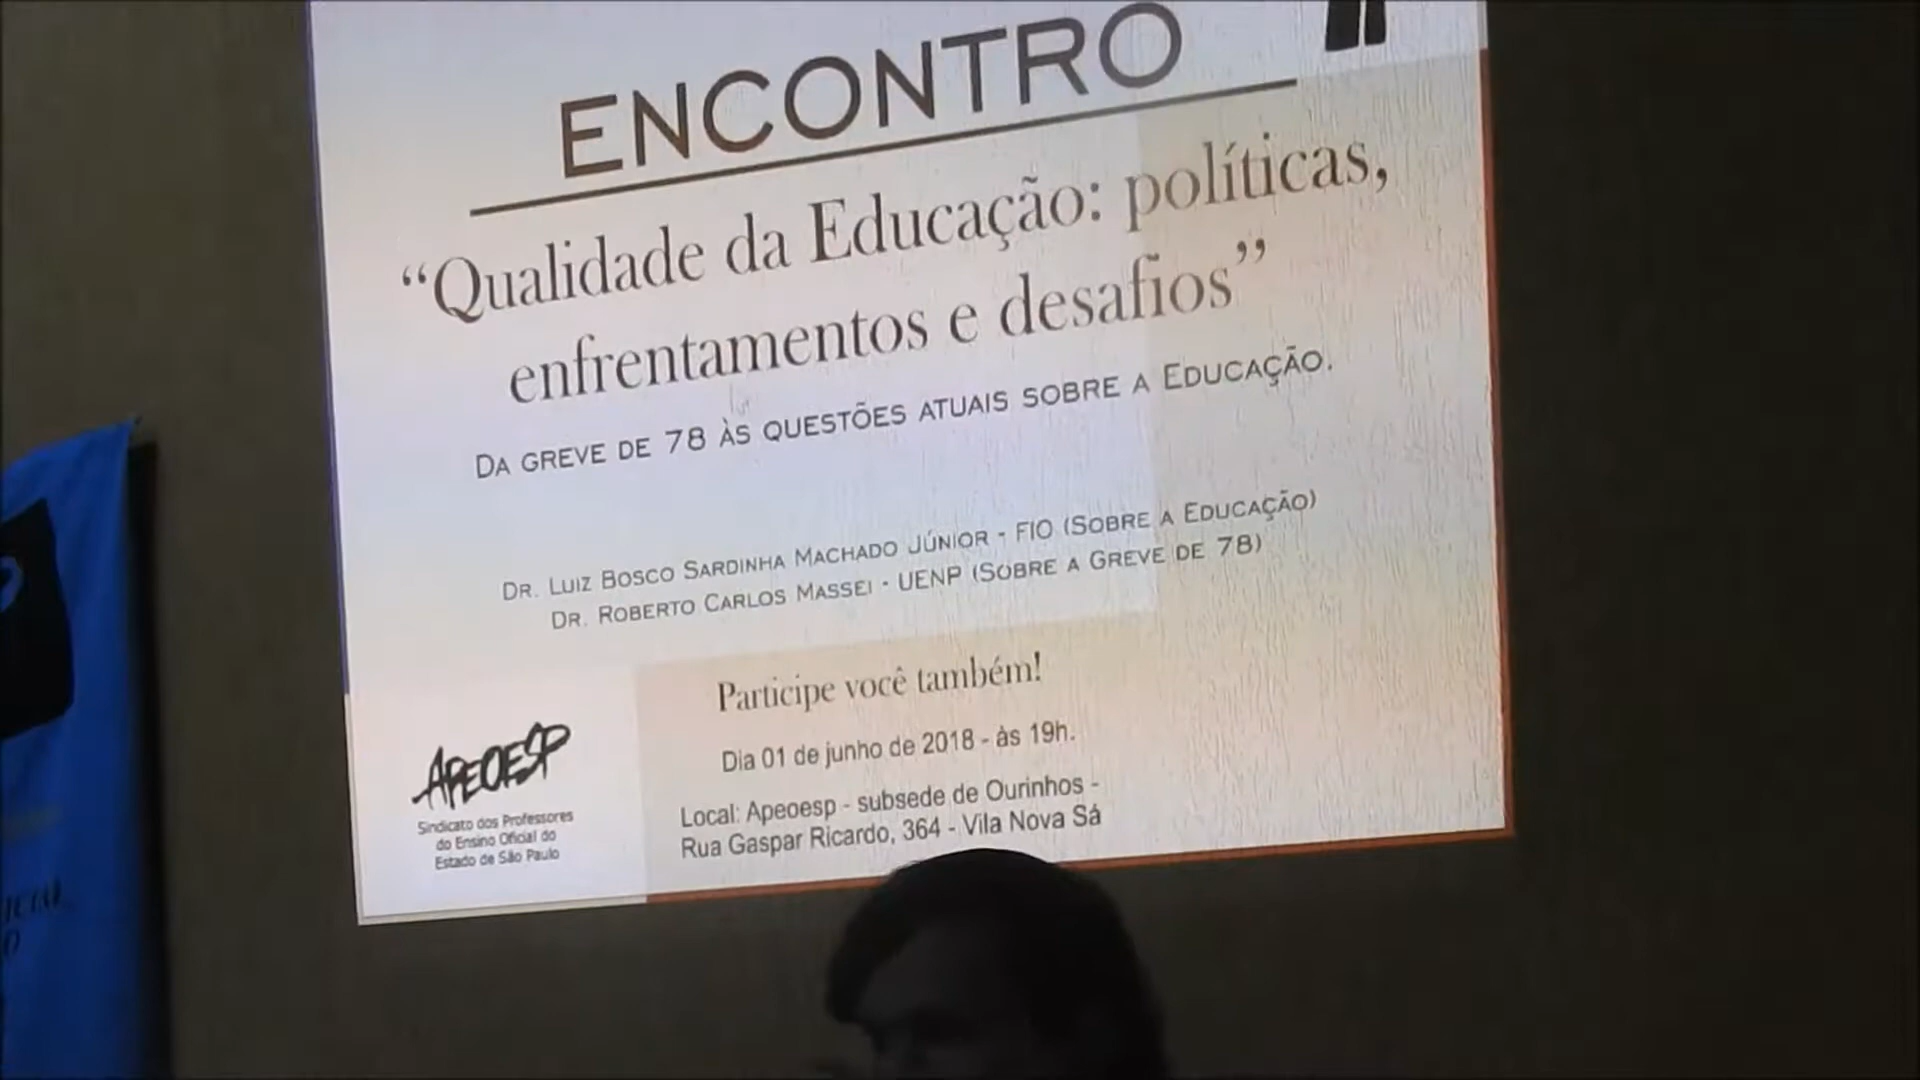 ENCONTRO
“Qualidade da Educação: políticas,
enfrentamentos e desafios”
DA GREVE DE 78 ÀS QUESTÕES ATUAIS SOBRE A EDUCAÇÃO.
DR. LUIZ BOSCO SARDINHA MACHADO JÚNIOR - FIO (SOBRE A EDUCAÇÃO)
DR. ROBERTO CARLOS MASSEI - UENP (SOBRE A GREVE DE 78)
Participe você também!
Dia 01 de junho de 2018 - às 19h.
Local: Apeoesp - subsede de Ourinhos -
Rua Gaspar Ricardo, 364 - Vila Nova Sá
APEOESP
Sindicato dos Professores
do Ensino Oficial do
Estado de São Paulo